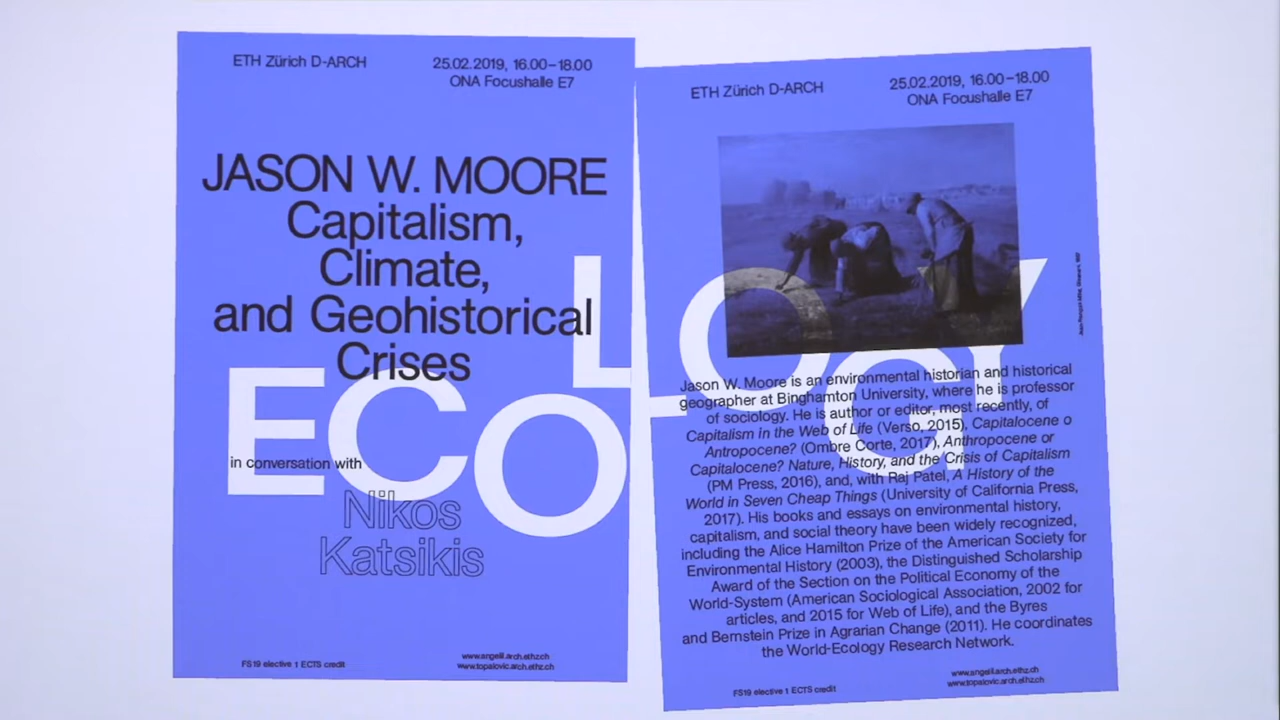 ETH Zürich D-ARCH
25.02.2019, 16.00–18.00
ONA Focushalle E7
JASON W. MOORE
Capitalism,
Climate,
and Geohistorical
Crises
ECOLOGY
in conversation with
Nikos
Katsikis
FS19 elective 1 ECTS credit
www.angelil.arch.ethz.ch
www.topalovic.arch.ethz.ch
ETH Zürich D-ARCH
25.02.2019, 16.00–18.00
ONA Focushalle E7
Jason W. Moore is an environmental historian and historical
geographer at Binghamton University, where he is professor
of sociology. He is author or editor, most recently, of
Capitalism in the Web of Life (Verso, 2015), Capitalocene o
Antropocene? (Ombre Corte, 2017), Anthropocene or
Capitalocene? Nature, History, and the Crisis of Capitalism
(PM Press, 2016), and, with Raj Patel, A History of the
World in Seven Cheap Things (University of California Press,
2017). His books and essays on environmental history,
capitalism, and social theory have been widely recognized,
including the Alice Hamilton Prize of the American Society for
Environmental History (2003), the Distinguished Scholarship
Award of the Section on the Political Economy of the
World-System (American Sociological Association, 2002 for
articles, and 2015 for Web of Life), and the Byres
and Bernstein Prize in Agrarian Change (2011). He coordinates
the World-Ecology Research Network.
FS19 elective 1 ECTS credit
www.angelil.arch.ethz.ch
www.topalovic.arch.ethz.ch